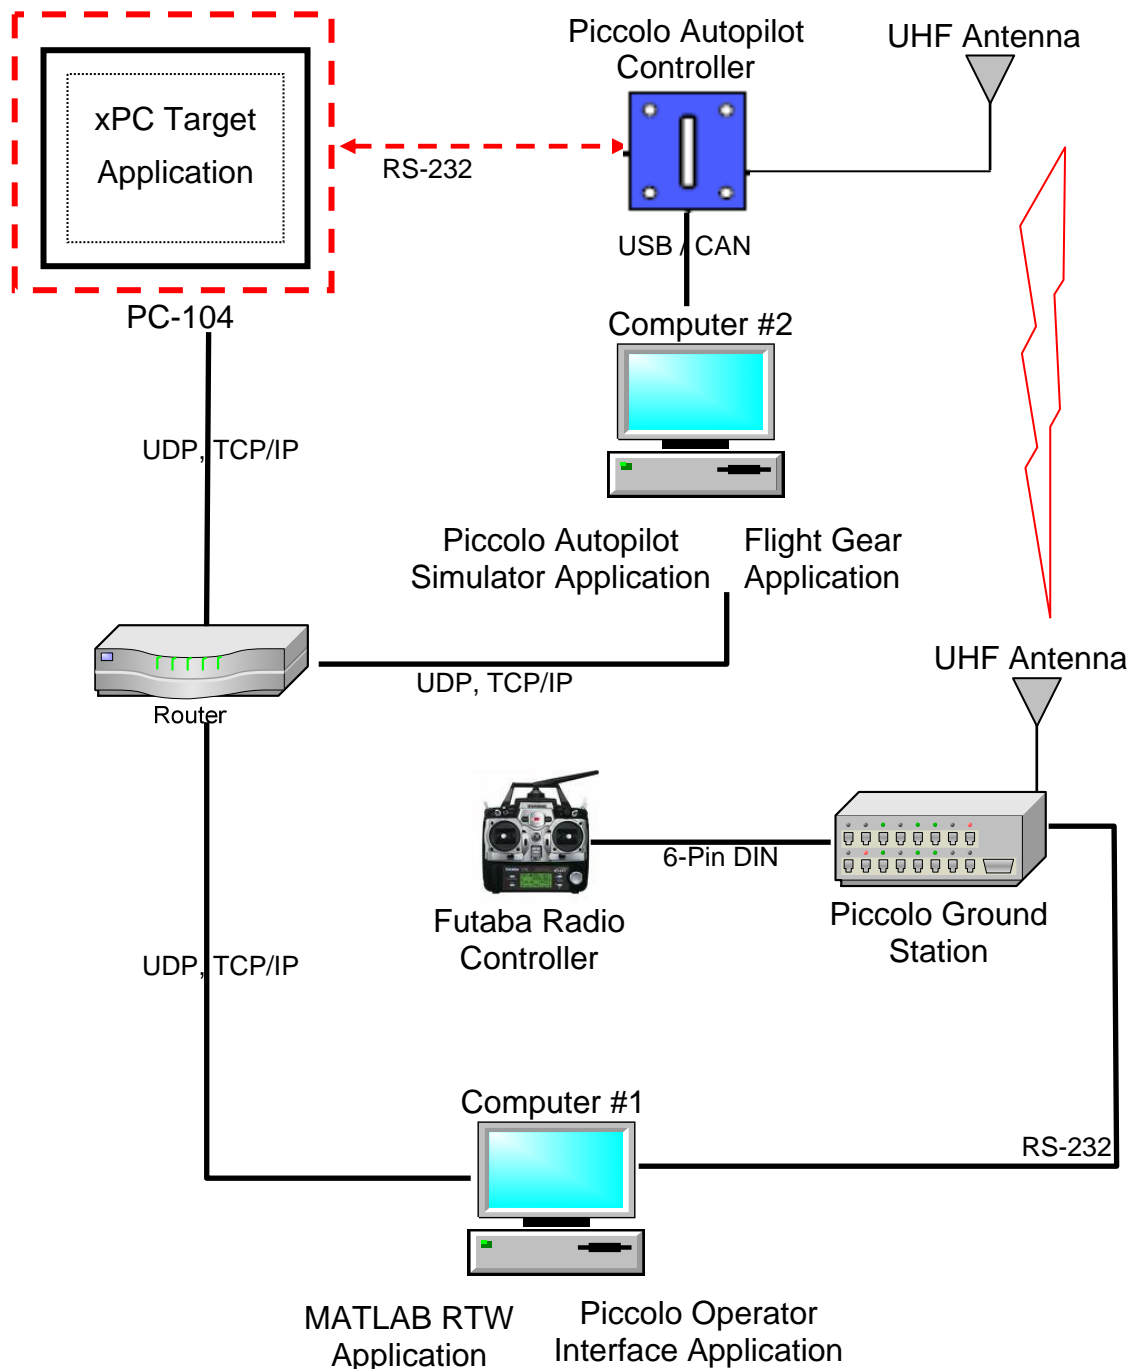 Piccolo Autopilot
Controller
UHF Antenna
xPC Target
Application
RS-232
USB / CAN
PC-104
Computer #2
UDP, TCP/IP
Piccolo Autopilot
Simulator Application
Flight Gear
Application
UHF Antenna
UDP, TCP/IP
Router
6-Pin DIN
Futaba Radio
Controller
Piccolo Ground
Station
UDP, TCP/IP
Computer #1
RS-232
MATLAB RTW
Application
Piccolo Operator
Interface Application